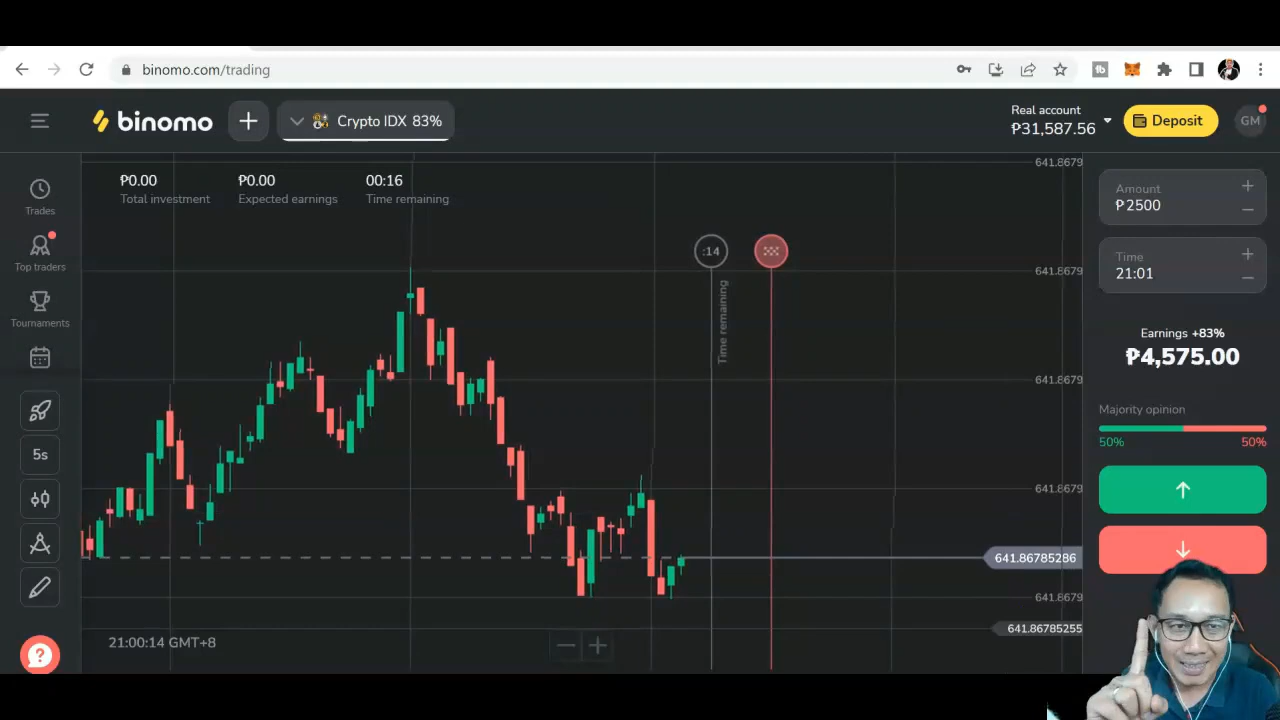 binomo.com/trading
binomo
Crypto IDX 83%
Real account
₱31,587.56
Deposit
GM
₱0.00
Total investment
₱0.00
Expected earnings
00:16
Time remaining
Trades
Top traders
Tournaments
5s
:14
Time remaining
641.8679
641.8679
641.8679
641.8679
641.86785286
641.8679
641.86785255
21:00:14 GMT+8
Amount
₱2500
Time
21:01
Earnings +83%
₱4,575.00
Majority opinion
50%
50%